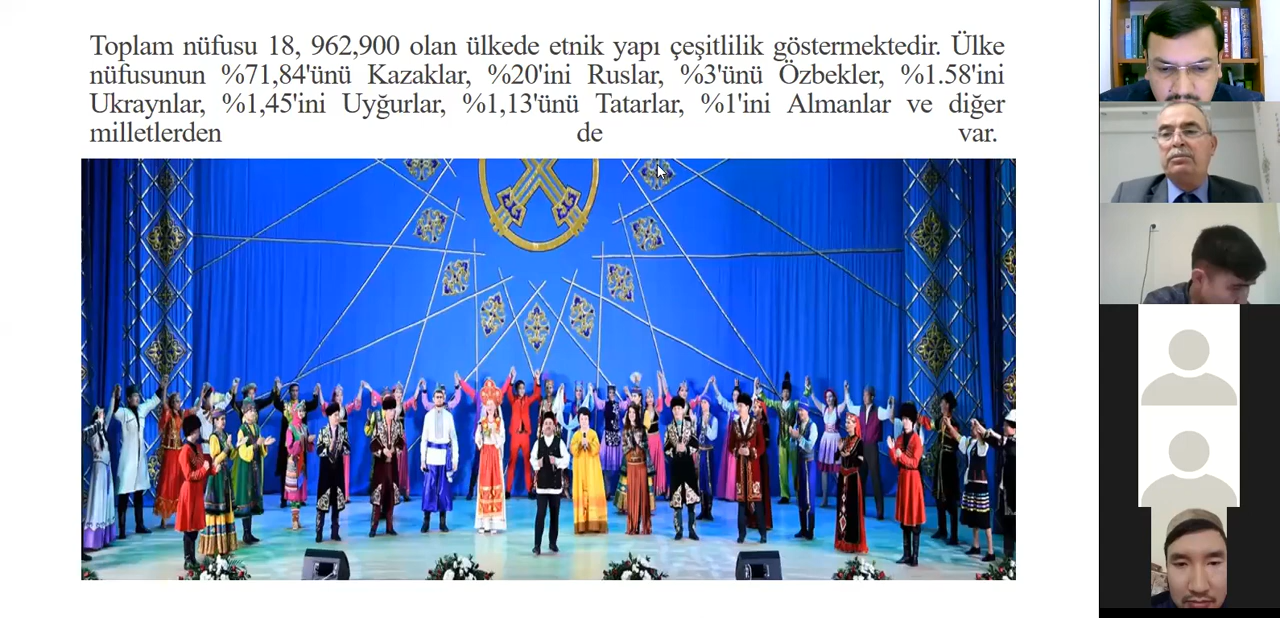 Toplam nüfusu 18, 962,900 olan ülkede etnik yapı çeşitlilik göstermektedir. Ülke
nüfusunun %71,84'ünü Kazaklar, %20'ini Ruslar, %3'ünü Özbekler, %1.58'ini
Ukraynlar, %1,45'ini Uyğurlar, %1,13'ünü Tatarlar, %1'ini Almanlar ve diğer
milletlerden de var.